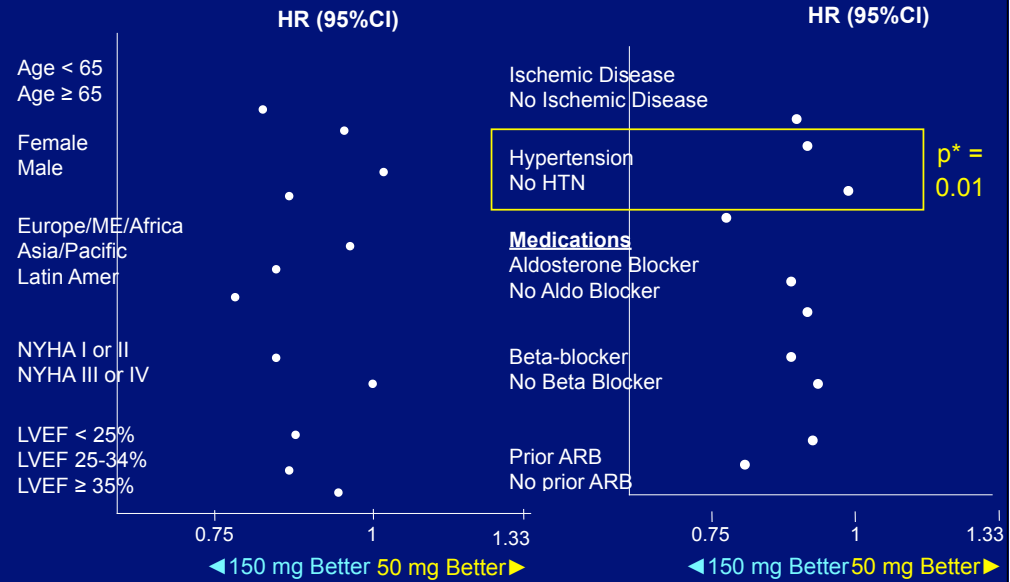 HR (95%CI)
Age < 65
Age ≥ 65
Female
Male
Europe/ME/Africa
Asia/Pacific
Latin Amer
NYHA I or II
NYHA III or IV
LVEF < 25%
LVEF 25-34%
LVEF ≥ 35%
0.75 1 1.33
◄150 mg Better 50 mg Better►
HR (95%CI)
Ischemic Disease
No Ischemic Disease
Hypertension
No HTN
p* =
0.01
Medications
Aldosterone Blocker
No Aldo Blocker
Beta-blocker
No Beta Blocker
Prior ARB
No prior ARB
0.75 1 1.33
◄150 mg Better 50 mg Better►